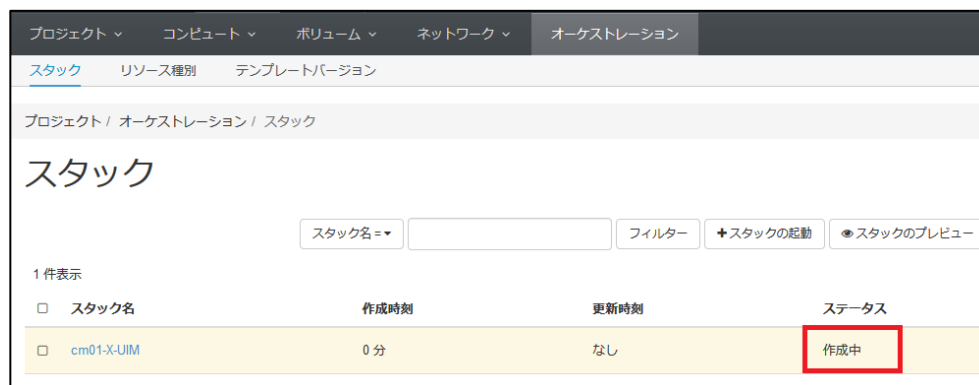 プロジェクト コンピュート ボリューム ネットワーク オーケストレーション
スタック リソース種別 テンプレートバージョン
プロジェクト / オーケストレーション / スタック
スタック
スタック名 = フィルター +スタックの起動 スタックのプレビュー
1 件表示
スタック名 作成時刻 更新時刻 ステータス
cm01-X-UIM 0 分 なし 作成中